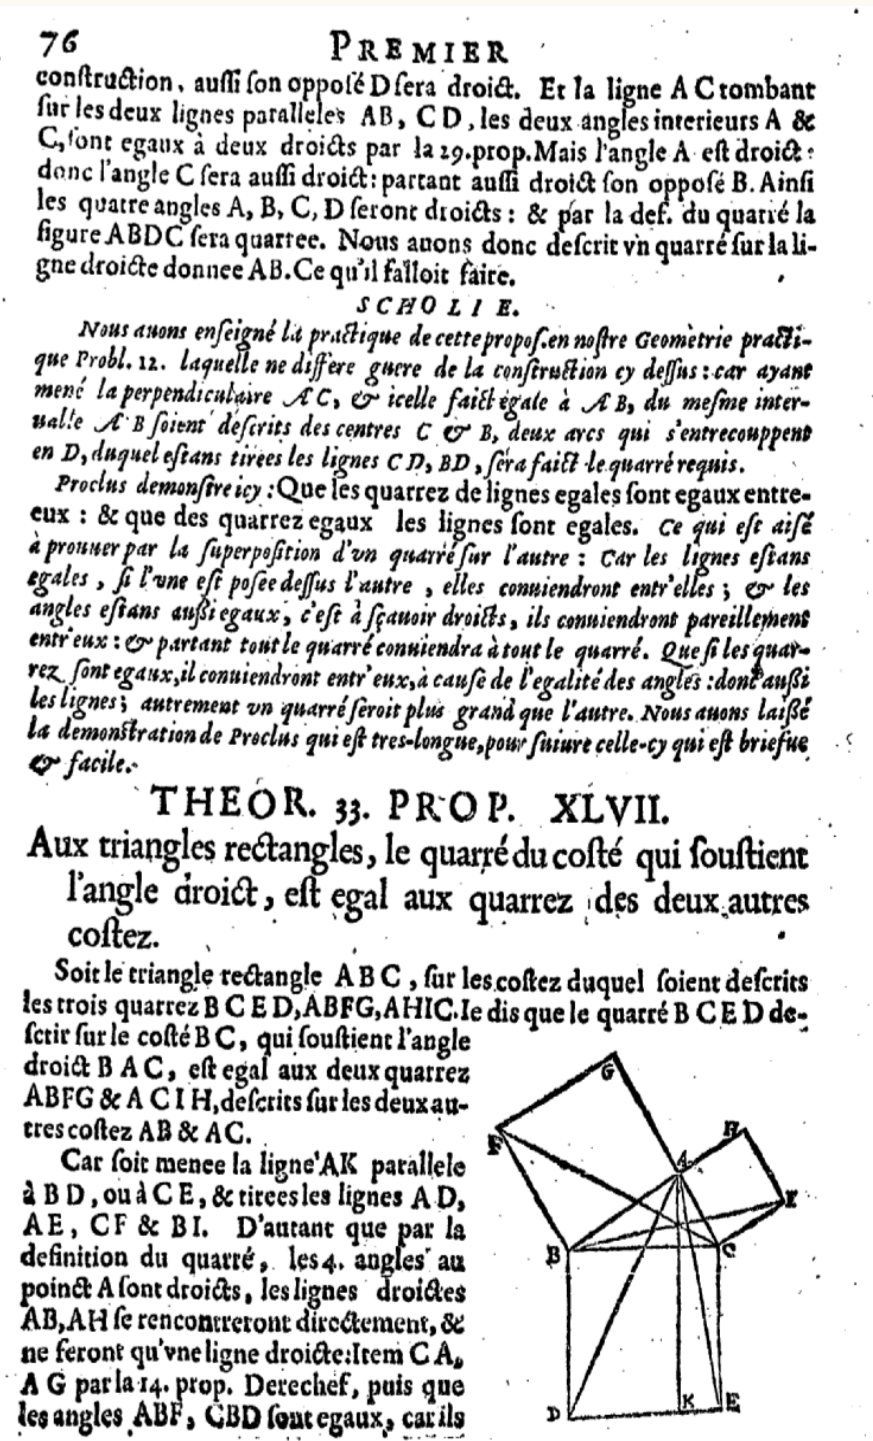 76 PREMIER
conſtruction, auſſi ſon oppoſé D ſera droict. Et la ligne A C tombant
ſur les deux lignes paralleles AB, CD, les deux angles interieurs A &
C, ſont egaux à deux droicts par la 29. prop. Mais l'angle A eſt droict:
donc l'angle C ſera auſſi droict: partant auſſi droict ſon oppoſé B. Ainſi
les quatre angles A, B, C, D ſeront droicts: & par la def. du quarré la
figure ABDC ſera quarree. Nous auons donc deſcrit vn quarré ſur la li-
gne droicte donnee AB. Ce qu'il falloit faire.
SCHOLIE.
Nous auons enſeigné la practique de cette propoſ. en noſtre Geometrie practi-
que Probl. 12. laquelle ne differe guere de la conſtruction cy deſſus: car ayant
mené la perpendiculaire AC, & icelle faict egale à AB, du meſme inter-
ualle AB ſoient deſcrits des centres C & B, deux arcs qui s'entrecouppent
en D, duquel eſtans tirees les lignes CD, BD, ſera faict le quarré requis.
Proclus demonſtre icy: Que les quarrez de lignes egales ſont egaux entre-
eux: & que des quarrez egaux les lignes ſont egales. Ce qui eſt aiſé
à prouuer par la ſuperpoſition d'vn quarré ſur l'autre: Car les lignes eſtans
egales, ſi l'vne eſt poſee deſſus l'autre, elles conuiendront entr'elles; & les
angles eſtans auſſi egaux, c'eſt à ſçauoir droicts, ils conuiendront pareillement
entr'eux: & partant tout le quarré conuiendra à tout le quarré. Que ſi les quar-
rez ſont egaux, il conuiendront entr'eux, à cauſe de l'egalité des angles: dont auſſi
les lignes; autrement vn quarré ſeroit plus grand que l'autre. Nous auons laiſſé
la demonſtration de Proclus qui eſt tres-longue, pour ſuiure celle-cy qui eſt briefue
& facile.
THEOR. 33. PROP. XLVII.
Aux triangles rectangles, le quarré du coſté qui ſouſtient
l'angle droict, eſt egal aux quarrez des deux autres
coſtez.
Soit le triangle rectangle ABC, ſur les coſtez duquel ſoient deſcrits
les trois quarrez BCED, ABFG, AHIC. Ie dis que le quarré BCED de-
ſctir ſur le coſté BC, qui ſouſtient l'angle
droict BAC, eſt egal aux deux quarrez
ABFG & ACIH, deſcrits ſur les deux au-
tres coſtez AB & AC.
Car ſoit menee la ligne AK parallele
à BD, ou à CE, & tirees les lignes AD,
AE, CF & BI. D'autant que par la
definition du quarré, les 4. angles au
poinct A ſont droicts, les lignes droictes
AB, AH ſe rencontreront directement, &
ne feront qu'vne ligne droicte: Item CA,
AG par la 14. prop. Derechef, puis que
les angles ABF, CBD ſont egaux, car ils
G
H
F
A
I
B
C
D
K
E